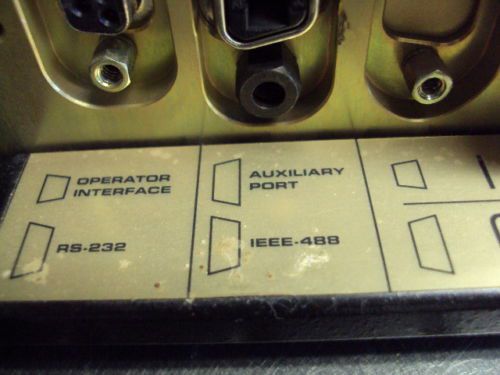 OPERATOR
INTERFACE
RS-232
AUXILIARY
PORT
IEEE-488